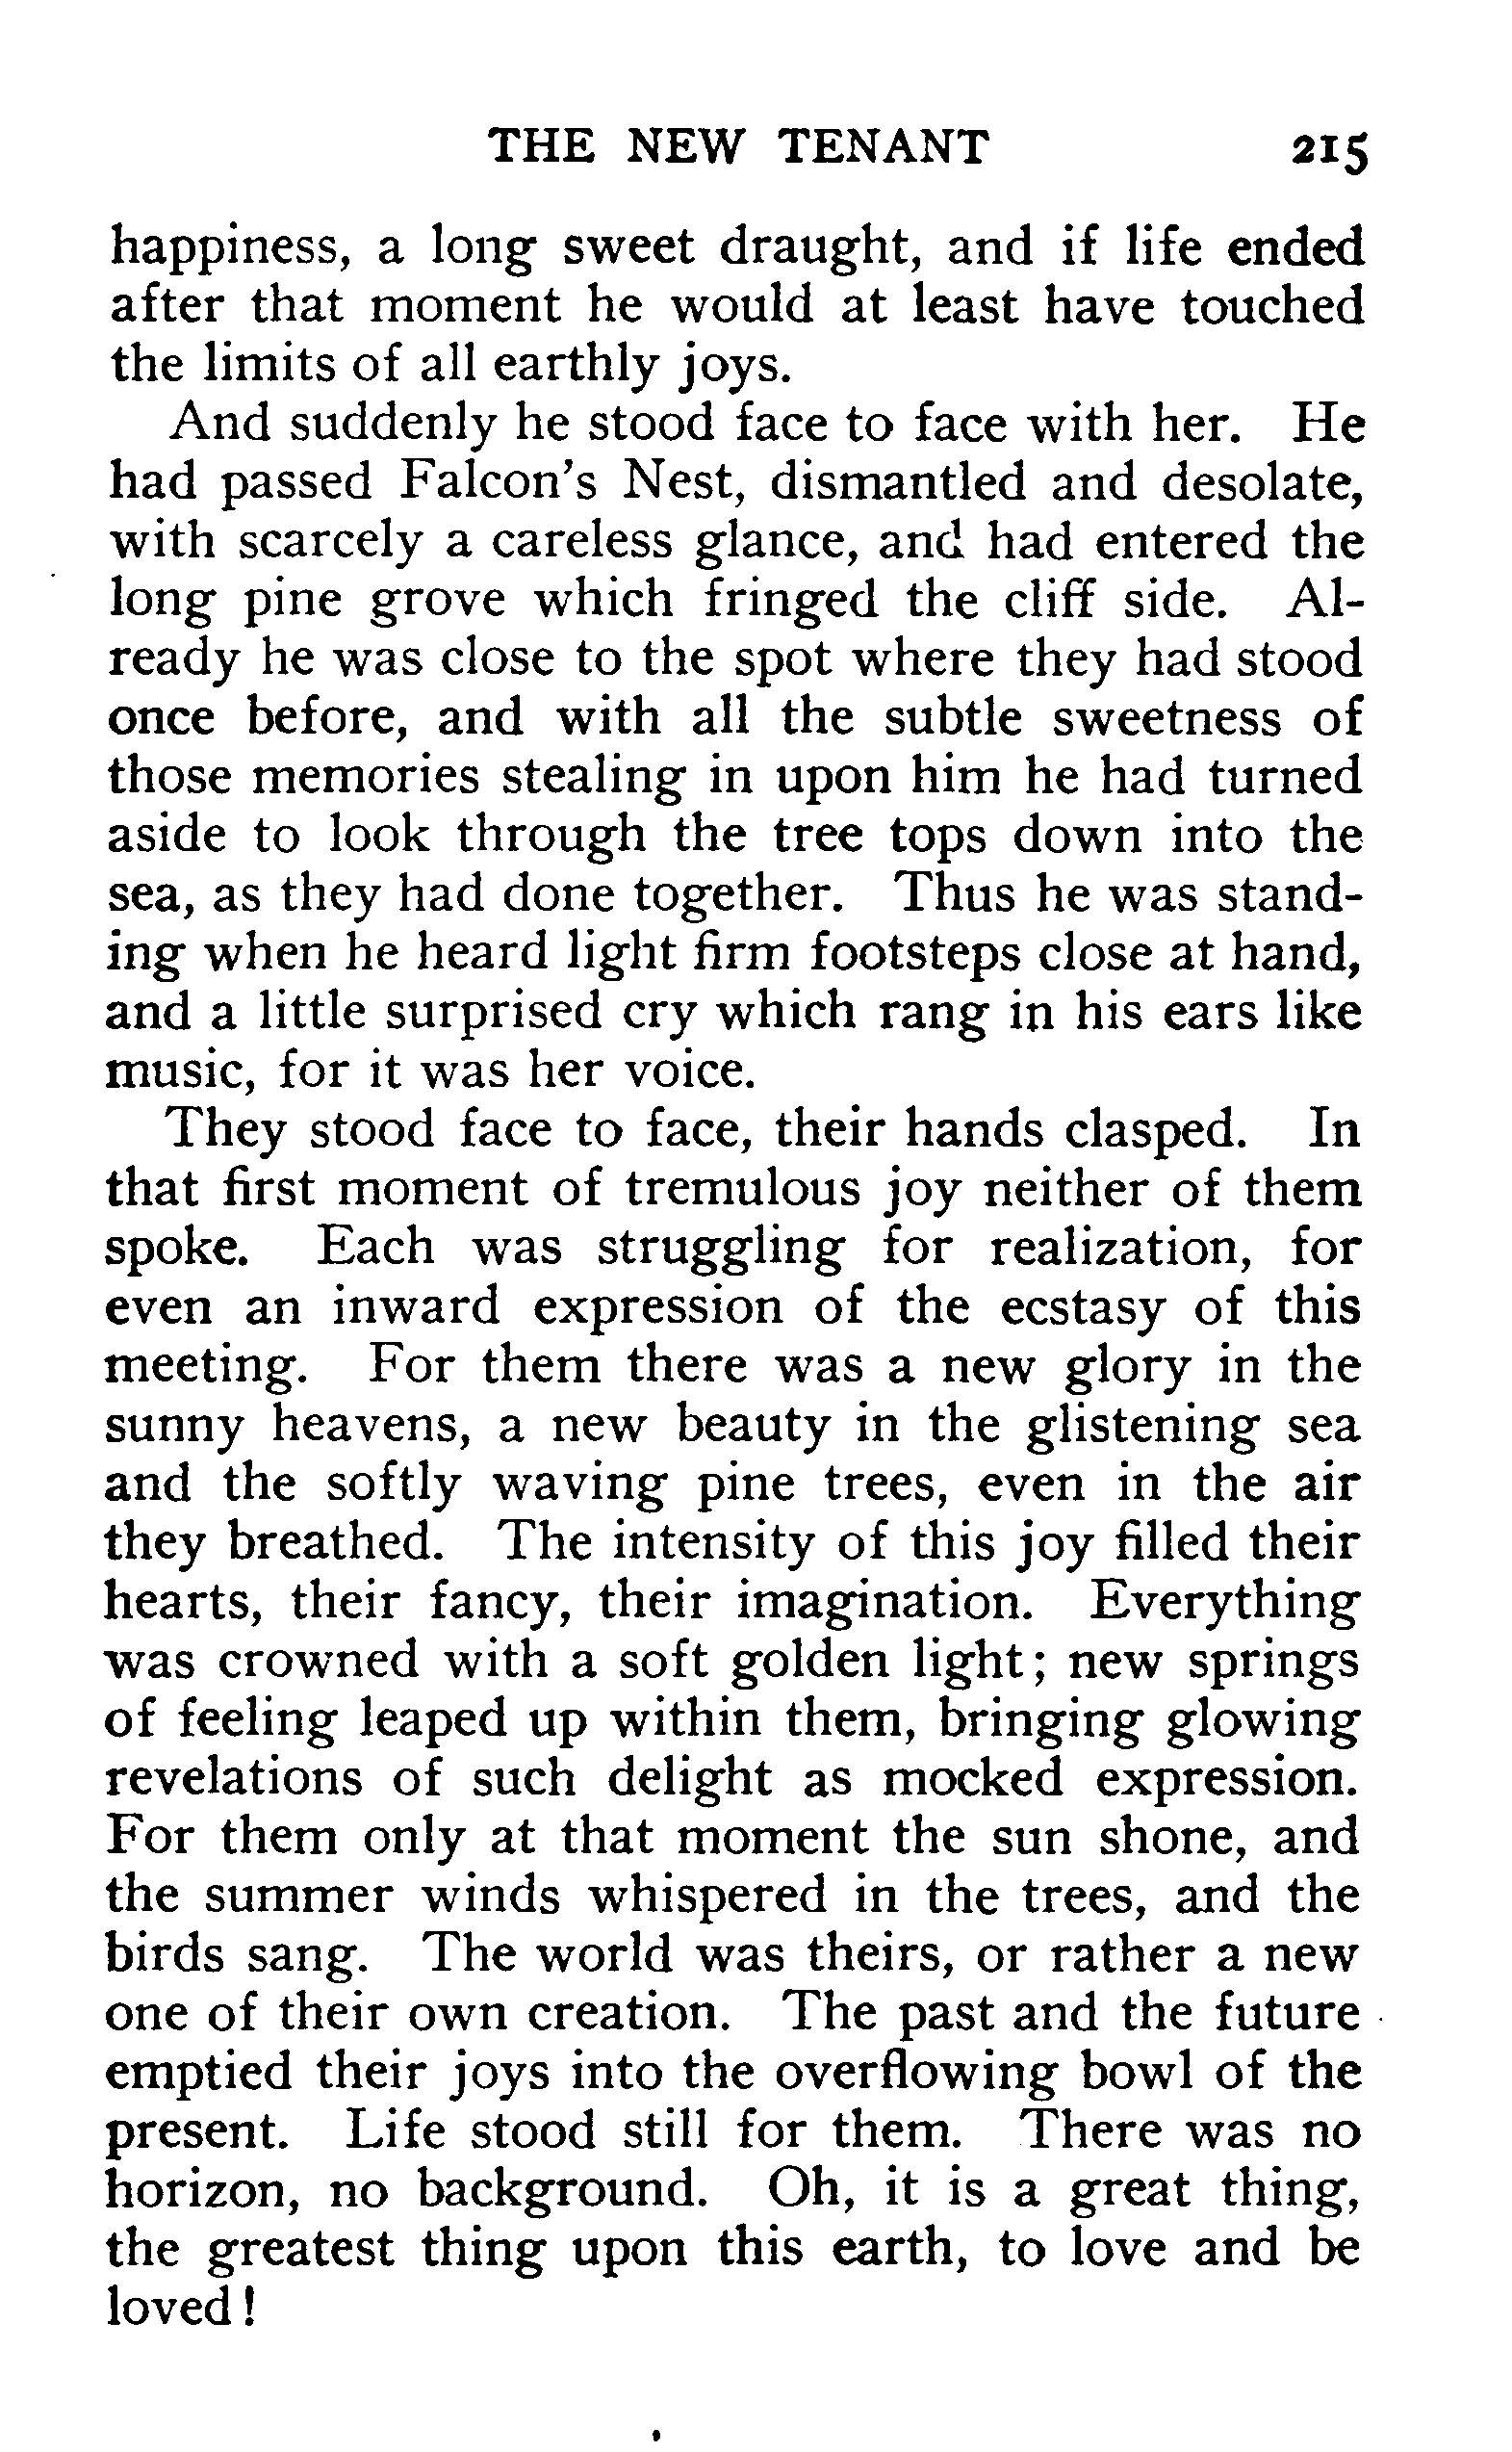 THE NEW TENANT 215
happiness, a long sweet draught, and if life ended
after that moment he would at least have touched
the limits of all earthly joys.
And suddenly he stood face to face with her. He
had passed Falcon's Nest, dismantled and desolate,
with scarcely a careless glance, and had entered the
long pine grove which fringed the cliff side. Al-
ready he was close to the spot where they had stood
once before, and with all the subtle sweetness of
those memories stealing in upon him he had turned
aside to look through the tree tops down into the
sea, as they had done together. Thus he was stand-
ing when he heard light firm footsteps close at hand,
and a little surprised cry which rang in his ears like
music, for it was her voice.
They stood face to face, their hands clasped. In
that first moment of tremulous joy neither of them
spoke. Each was struggling for realization, for
even an inward expression of the ecstasy of this
meeting. For them there was a new glory in the
sunny heavens, a new beauty in the glistening sea
and the softly waving pine trees, even in the air
they breathed. The intensity of this joy filled their
hearts, their fancy, their imagination. Everything
was crowned with a soft golden light; new springs
of feeling leaped up within them, bringing glowing
revelations of such delight as mocked expression.
For them only at that moment the sun shone, and
the summer winds whispered in the trees, and the
birds sang. The world was theirs, or rather a new
one of their own creation. The past and the future
emptied their joys into the overflowing bowl of the
present. Life stood still for them. There was no
horizon, no background. Oh, it is a great thing,
the greatest thing upon this earth, to love and be
loved!